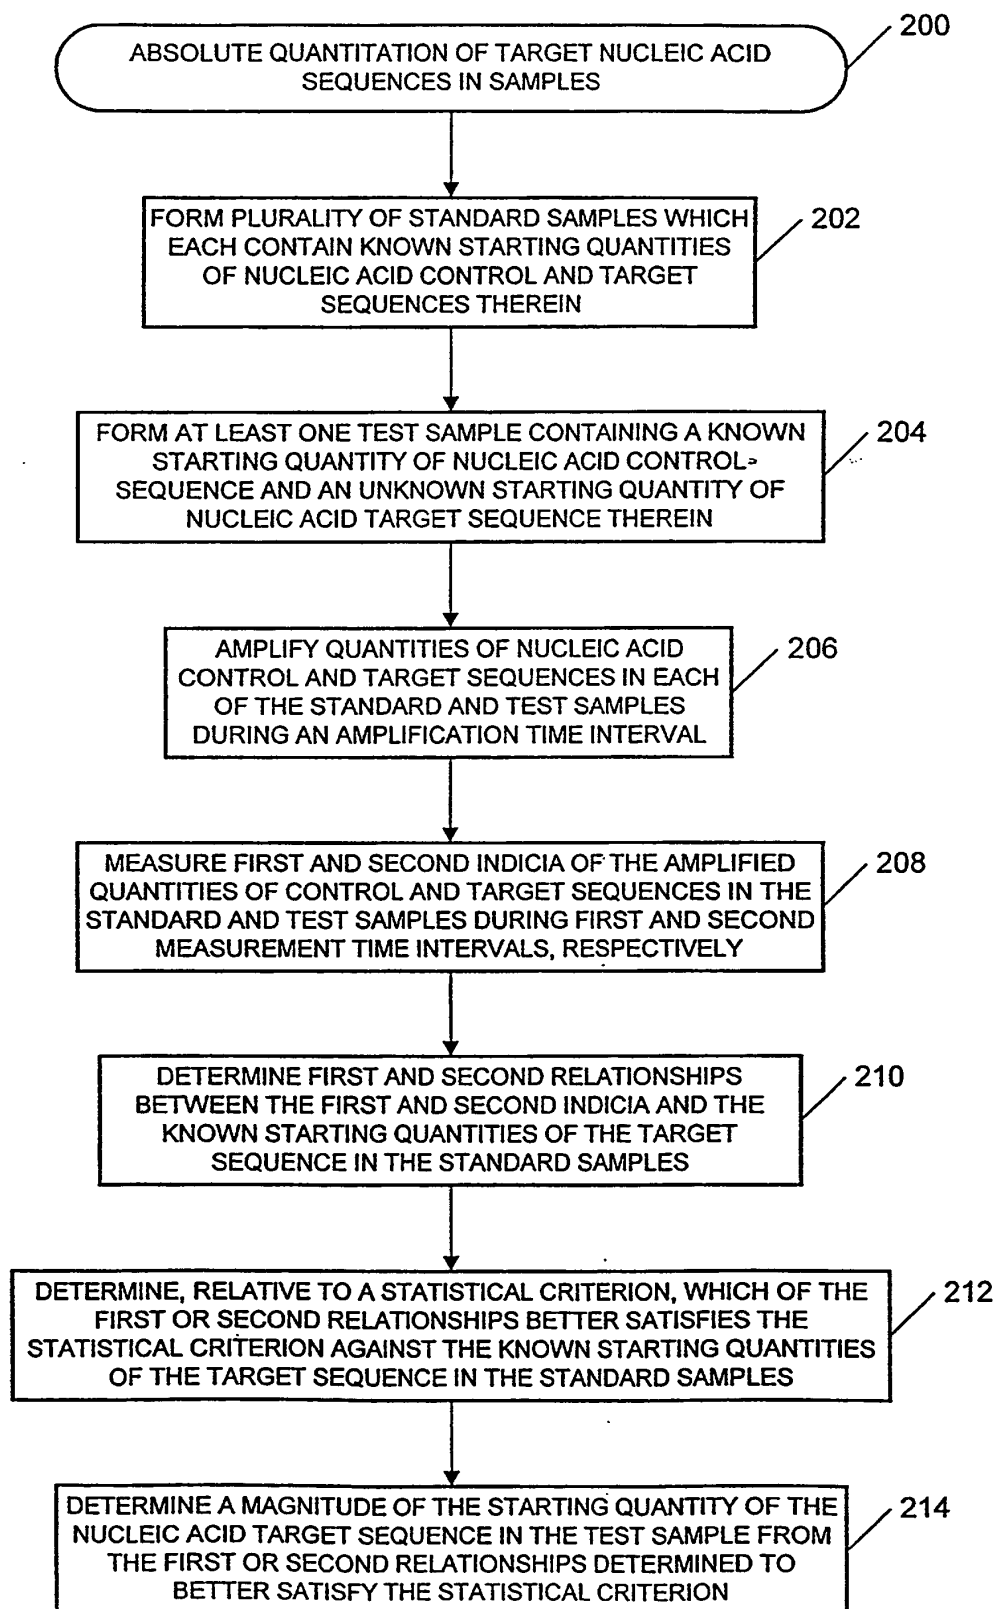 200
ABSOLUTE QUANTITATION OF TARGET NUCLEIC ACID
SEQUENCES IN SAMPLES
FORM PLURALITY OF STANDARD SAMPLES WHICH
EACH CONTAIN KNOWN STARTING QUANTITIES
OF NUCLEIC ACID CONTROL AND TARGET
SEQUENCES THEREIN
202
FORM AT LEAST ONE TEST SAMPLE CONTAINING A KNOWN
STARTING QUANTITY OF NUCLEIC ACID CONTROL
SEQUENCE AND AN UNKNOWN STARTING QUANTITY OF
NUCLEIC ACID TARGET SEQUENCE THEREIN
204
AMPLIFY QUANTITIES OF NUCLEIC ACID
CONTROL AND TARGET SEQUENCES IN EACH
OF THE STANDARD AND TEST SAMPLES
DURING AN AMPLIFICATION TIME INTERVAL
206
MEASURE FIRST AND SECOND INDICIA OF THE AMPLIFIED
QUANTITIES OF CONTROL AND TARGET SEQUENCES IN THE
STANDARD AND TEST SAMPLES DURING FIRST AND SECOND
MEASUREMENT TIME INTERVALS, RESPECTIVELY
208
DETERMINE FIRST AND SECOND RELATIONSHIPS
BETWEEN THE FIRST AND SECOND INDICIA AND THE
KNOWN STARTING QUANTITIES OF THE TARGET
SEQUENCE IN THE STANDARD SAMPLES
210
DETERMINE, RELATIVE TO A STATISTICAL CRITERION, WHICH OF THE
FIRST OR SECOND RELATIONSHIPS BETTER SATISFIES THE
STATISTICAL CRITERION AGAINST THE KNOWN STARTING QUANTITIES
OF THE TARGET SEQUENCE IN THE STANDARD SAMPLES
212
DETERMINE A MAGNITUDE OF THE STARTING QUANTITY OF THE
NUCLEIC ACID TARGET SEQUENCE IN THE TEST SAMPLE FROM
THE FIRST OR SECOND RELATIONSHIPS DETERMINED TO
BETTER SATISFY THE STATISTICAL CRITERION
214